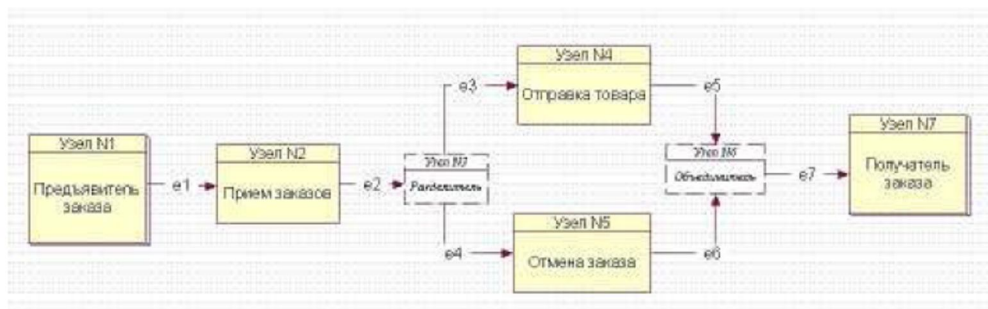 Узел N1
Предъявитель
заказа
e1
Узел N2
Прием заказов
e2
Узел N3
Разделитель
e3
Узел N4
Отправка товара
e5
e4
Узел N5
Отмена заказа
e6
Узел N6
Объединитель
e7
Узел N7
Получатель
заказа